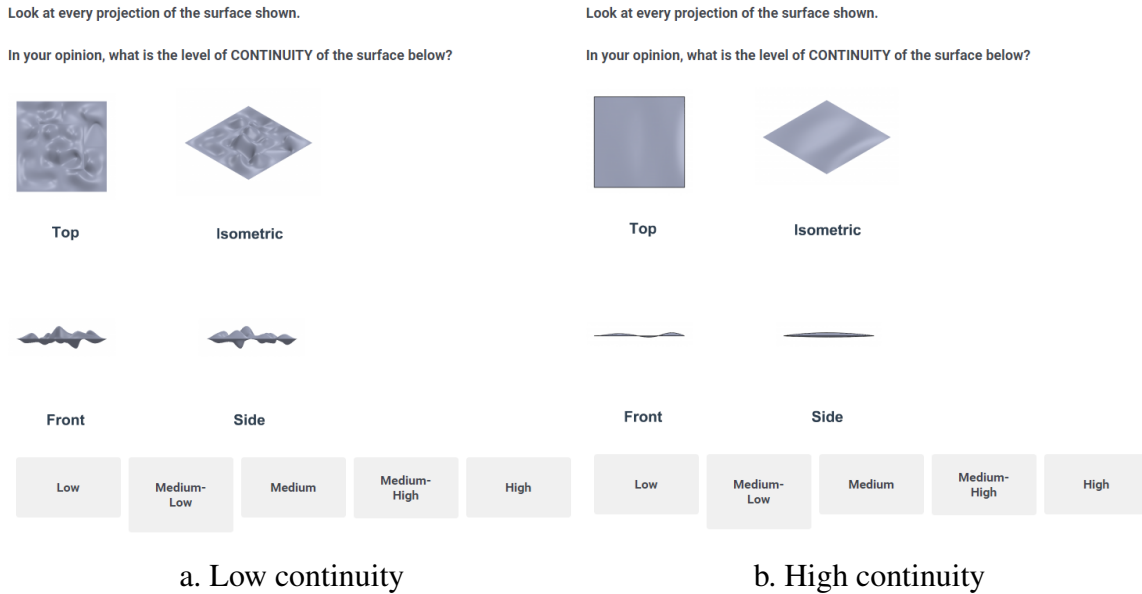 Look at every projection of the surface shown.
In your opinion, what is the level of CONTINUITY of the surface below?
Top
Isometric
Front
Side
Low
Medium-
Low
Medium
Medium-
High
High
a. Low continuity
Look at every projection of the surface shown.
In your opinion, what is the level of CONTINUITY of the surface below?
Top
Isometric
Front
Side
Low
Medium-
Low
Medium
Medium-
High
High
b. High continuity